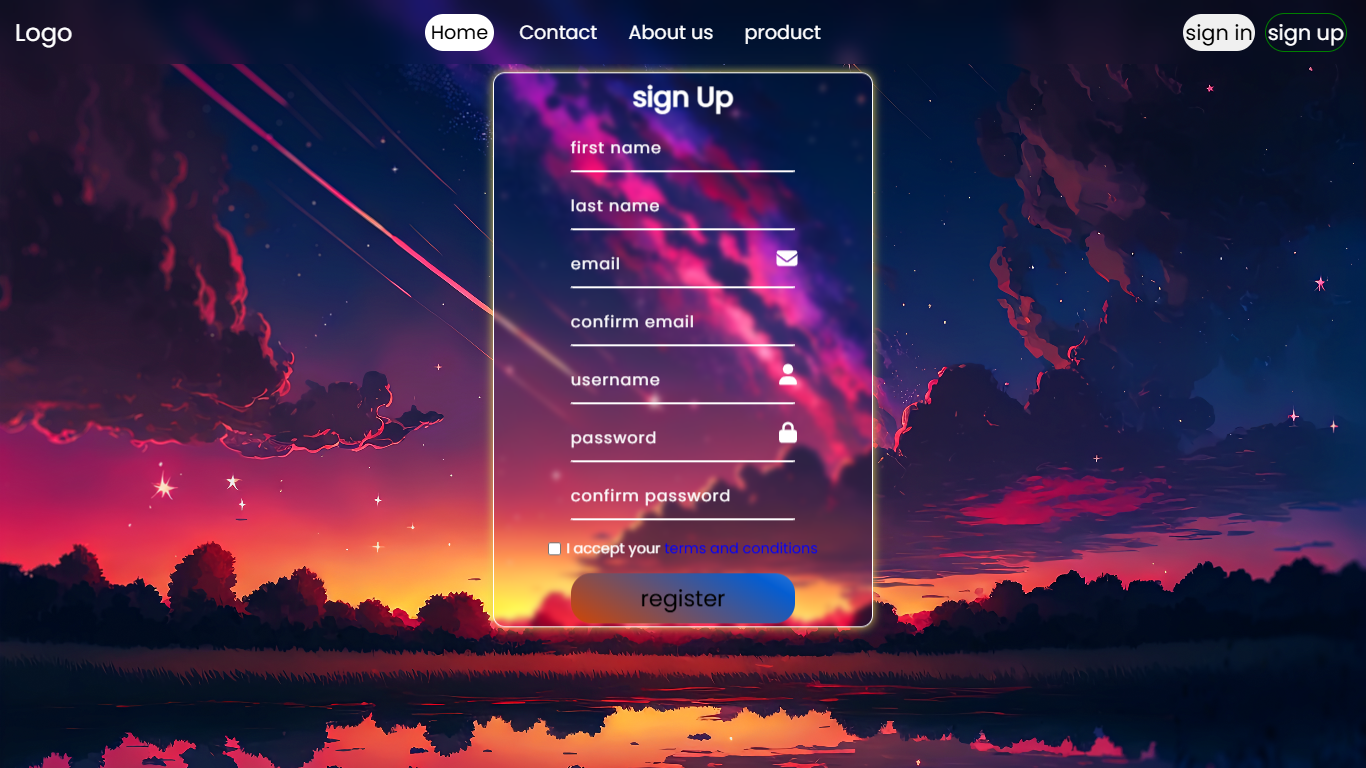 Logo
Home Contact About us product
sign in sign up
sign Up
first name
last name
email
confirm email
username
password
confirm password
I accept your terms and conditions
register